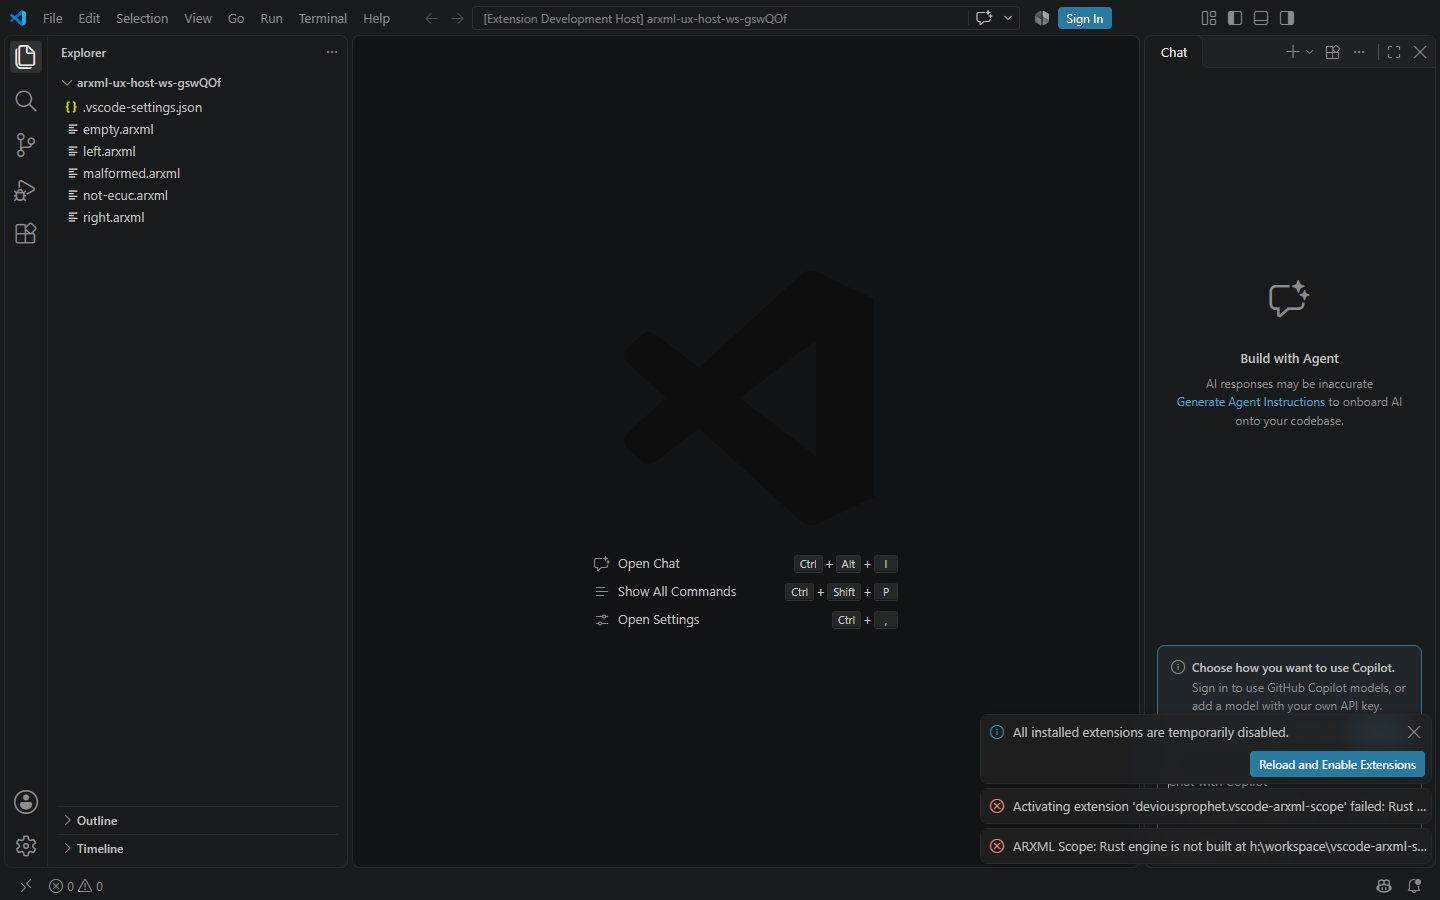 File Edit Selection View Go Run Terminal Help
[Extension Development Host] arxml-ux-host-ws-gswQOf
Sign In
Explorer
arxml-ux-host-ws-gswQOf
.vscode-settings.json
empty.arxml
left.arxml
malformed.arxml
not-ecuc.arxml
right.arxml
Outline
Timeline
Open Chat Ctrl + Alt + I
Show All Commands Ctrl + Shift + P
Open Settings Ctrl + ,
Chat
Build with Agent
AI responses may be inaccurate
Generate Agent Instructions to onboard AI
onto your codebase.
Choose how you want to use Copilot.
Sign in to use GitHub Copilot models, or
add a model with your own API key.
All installed extensions are temporarily disabled.
Reload and Enable Extensions
Activating extension 'deviousprophet.vscode-arxml-scope' failed: Rust ...
ARXML Scope: Rust engine is not built at h:\workspace\vscode-arxml-s...
0 0